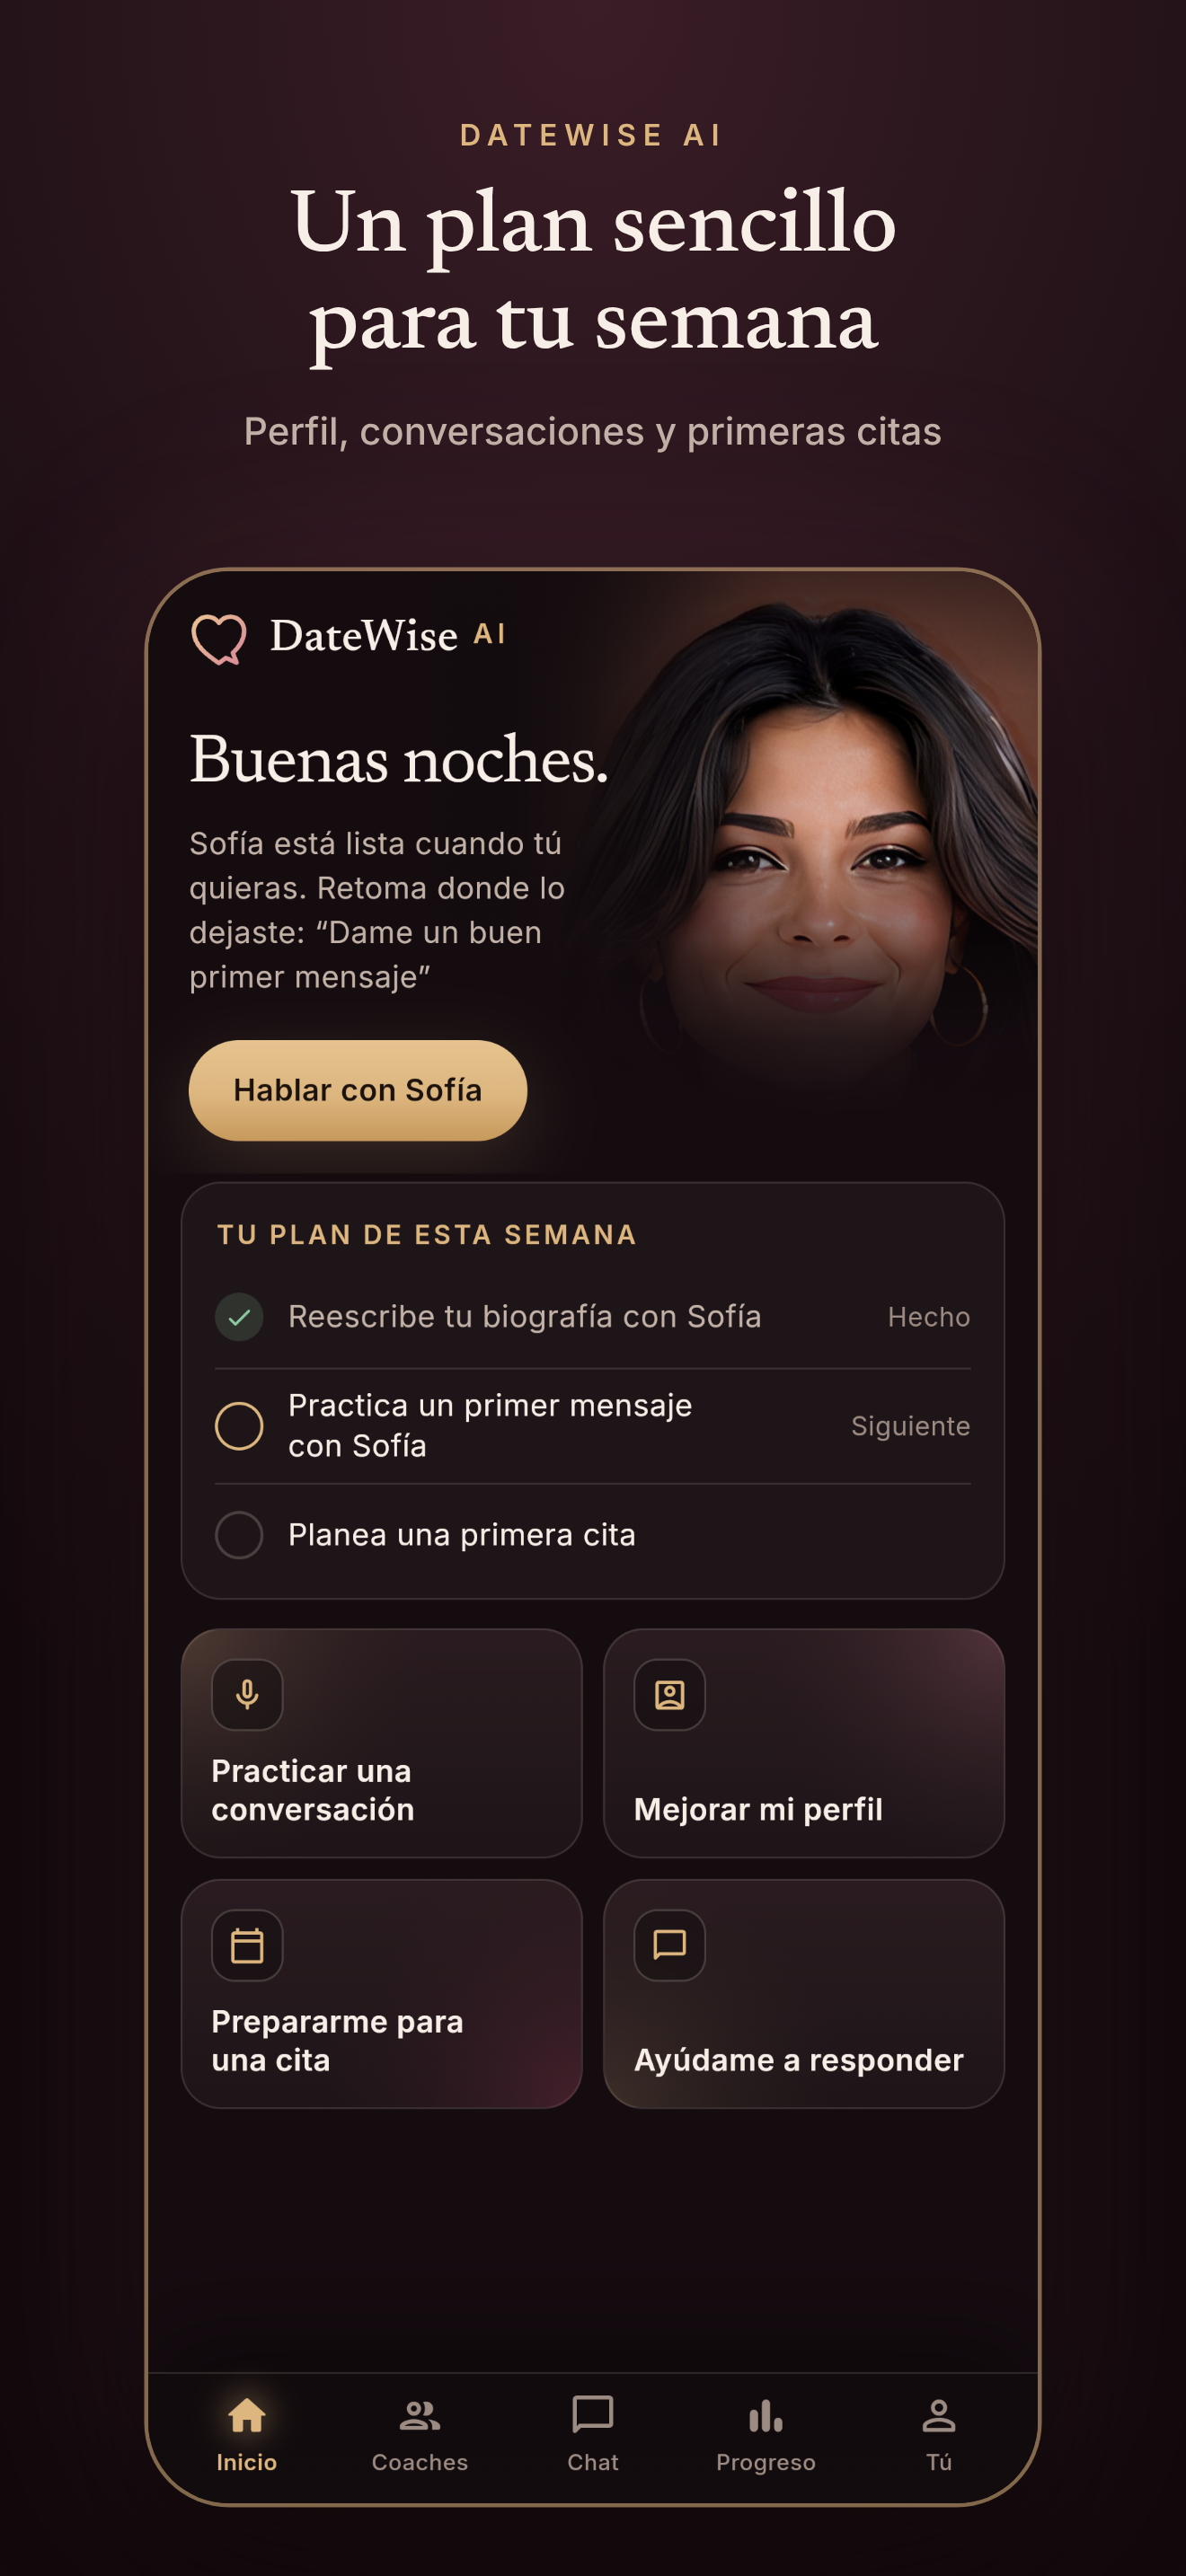 DATEWISE AI
Un plan sencillo
para tu semana
Perfil, conversaciones y primeras citas
DateWise AI
Buenas noches.
Sofía está lista cuando tú
quieras. Retoma donde lo
dejaste: “Dame un buen
primer mensaje”
Hablar con Sofía
TU PLAN DE ESTA SEMANA
Reescribe tu biografía con Sofía
Hecho
Practica un primer mensaje
con Sofía
Siguiente
Planea una primera cita
Practicar una
conversación
Mejorar mi perfil
Prepararme para
una cita
Ayúdame a responder
Inicio
Coaches
Chat
Progreso
Tú